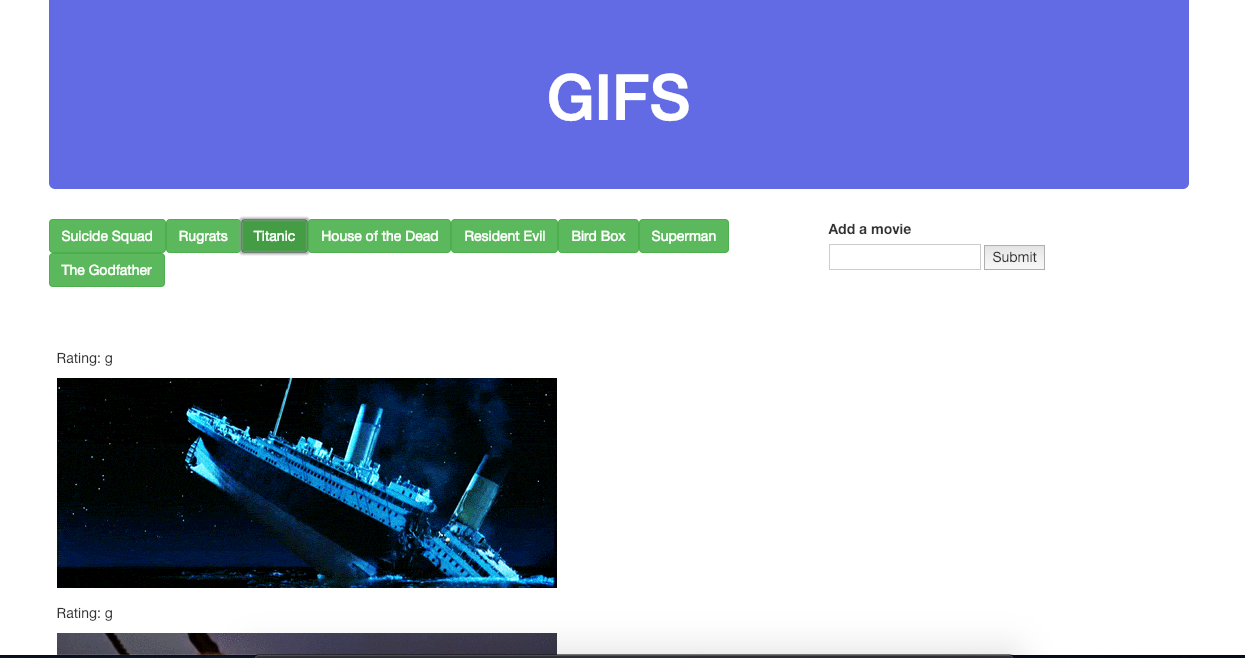 GIFS
Suicide Squad Rugrats Titanic House of the Dead Resident Evil Bird Box Superman
The Godfather
Add a movie
Submit
Rating: g
Rating: g